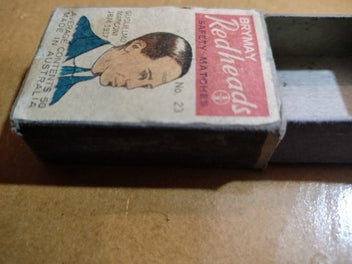 BRYMAY
Redheads
SAFETY MATCHES
No. 23
AVERAGE CONTENTS 50
MADE IN AUSTRALIA